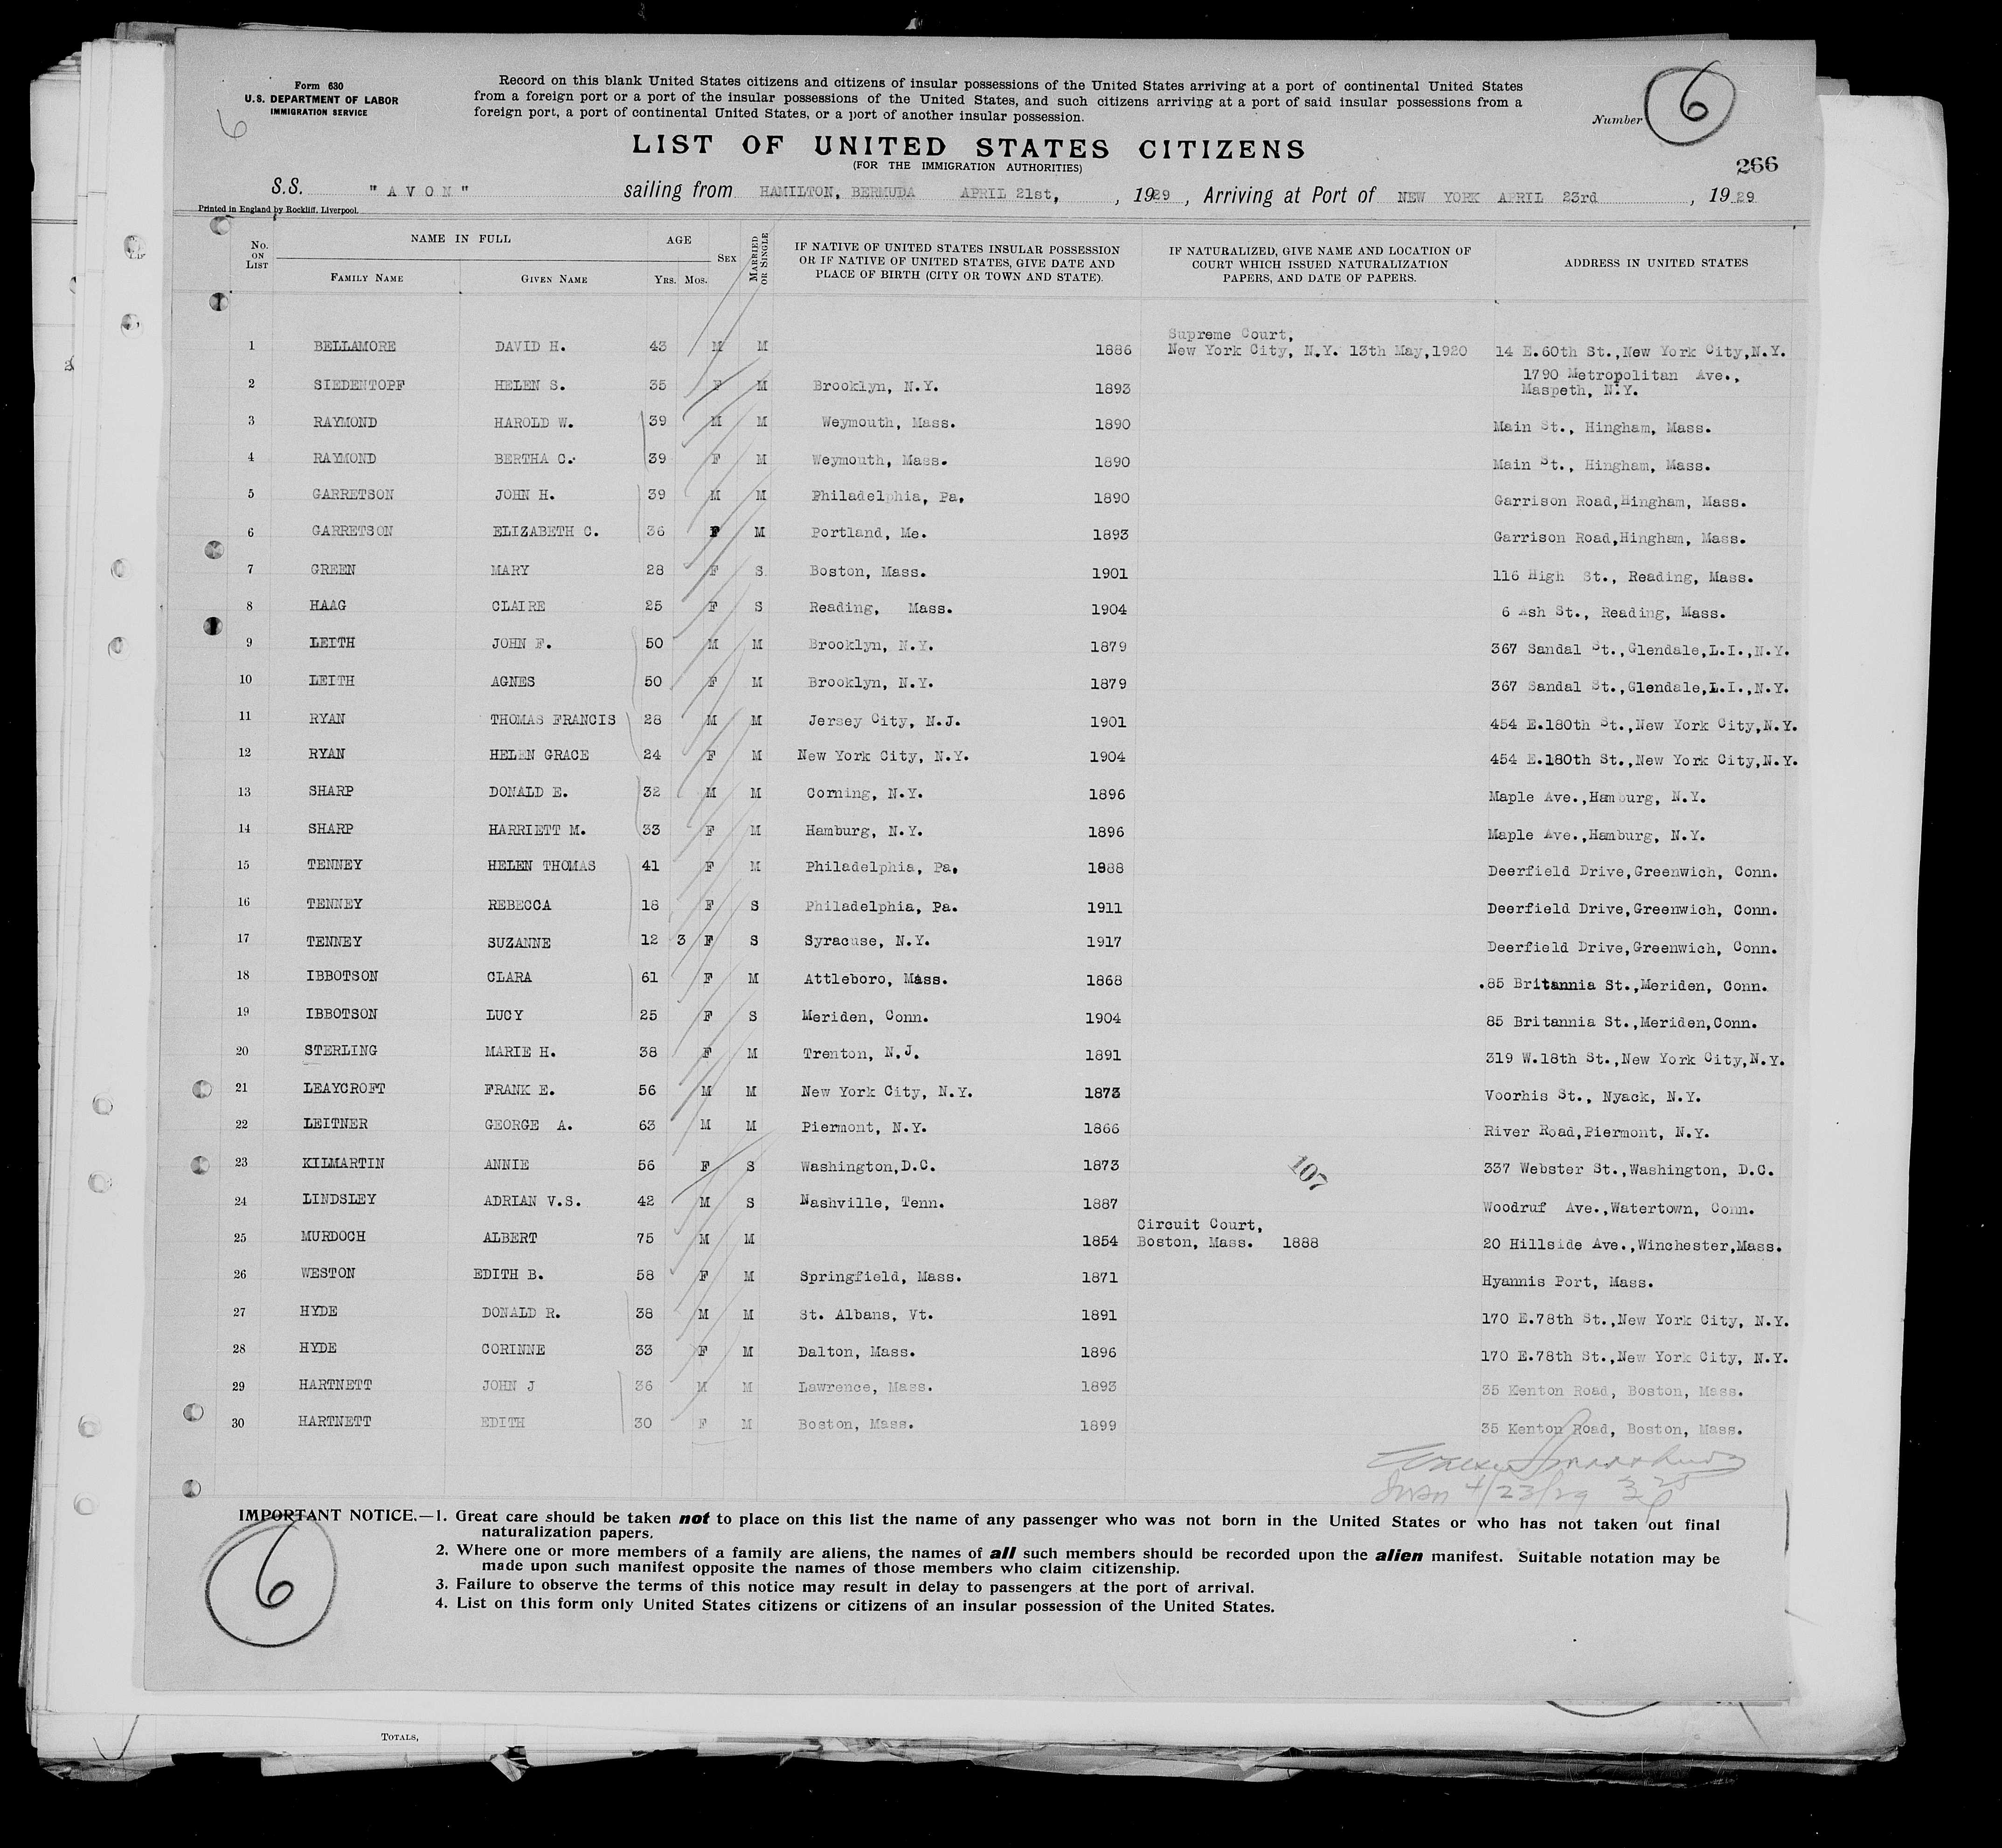 Form 630
U.S. DEPARTMENT OF LABOR
IMMIGRATION SERVICE
6
Record on this blank United States citizens and citizens of insular possessions of the United States arriving at a port of continental United States
from a foreign port or a port of the insular possessions of the United States, and such citizens arriving at a port of said insular possessions from a
foreign port, a port of continental United States, or a port of another insular possession.
Number 6
LIST OF UNITED STATES CITIZENS
(FOR THE IMMIGRATION AUTHORITIES)
266
S.S. "AVON" sailing from HAMILTON, BERMUDA APRIL 21st, , 1929 , Arriving at Port of NEW YORK APRIL 23rd , 1929
Printed in England by Rockliff, Liverpool.
No. ON LIST NAME IN FULL FAMILY NAME GIVEN NAME AGE Yrs. Mos. SEX MARRIED OR SINGLE IF NATIVE OF UNITED STATES INSULAR POSSESSION OR IF NATIVE OF UNITED STATES, GIVE DATE AND PLACE OF BIRTH (CITY OR TOWN AND STATE). IF NATURALIZED, GIVE NAME AND LOCATION OF COURT WHICH ISSUED NATURALIZATION PAPERS, AND DATE OF PAPERS. ADDRESS IN UNITED STATES
1 BELLAMORE DAVID H. 43 M M 1886 Supreme Court, New York City, N.Y. 13th May,1920 14 E.60th St.,New York City,N.Y.
2 SIEDENTOPF HELEN S. 35 F M Brooklyn, N.Y. 1893 1790 Metropolitan Ave., Maspeth, N.Y.
3 RAYMOND HAROLD W. 39 M M Weymouth, Mass. 1890 Main St., Hingham, Mass.
4 RAYMOND BERTHA C. 39 F M Weymouth, Mass. 1890 Main St., Hingham, Mass.
5 GARRETSON JOHN H. 39 M M Philadelphia, Pa, 1890 Garrison Road,Hingham, Mass.
6 GARRETSON ELIZABETH C. 36 F M Portland, Me. 1893 Garrison Road,Hingham, Mass.
7 GREEN MARY 28 F S Boston, Mass. 1901 116 High St., Reading, Mass.
8 HAAG CLAIRE 25 F S Reading, Mass. 1904 6 Ash St., Reading, Mass.
9 LEITH JOHN F. 50 M M Brooklyn, N.Y. 1879 367 Sandal St.,Glendale,L.I.,N.Y.
10 LEITH AGNES 50 F M Brooklyn, N.Y. 1879 367 Sandal St.,Glendale,L.I.,N.Y.
11 RYAN THOMAS FRANCIS 28 M M Jersey City, N.J. 1901 454 E.180th St.,New York City,N.Y.
12 RYAN HELEN GRACE 24 F M New York City, N.Y. 1904 454 E.180th St.,New York City,N.Y.
13 SHARP DONALD E. 32 M M Corning, N.Y. 1896 Maple Ave.,Hamburg, N.Y.
14 SHARP HARRIETT M. 33 F M Hamburg, N.Y. 1896 Maple Ave.,Hamburg, N.Y.
15 TENNEY HELEN THOMAS 41 F M Philadelphia, Pa, 1888 Deerfield Drive,Greenwich, Conn.
16 TENNEY REBECCA 18 F S Philadelphia, Pa. 1911 Deerfield Drive,Greenwich, Conn.
17 TENNEY SUZANNE 12 3 F S Syracuse, N.Y. 1917 Deerfield Drive,Greenwich, Conn.
18 IBBOTSON CLARA 61 F M Attleboro, Mass. 1868 .85 Britannia St.,Meriden, Conn.
19 IBBOTSON LUCY 25 F S Meriden, Conn. 1904 85 Britannia St.,Meriden,Conn.
20 STERLING MARIE H. 38 F M Trenton, N.J. 1891 319 W.18th St.,New York City,N.Y.
21 LEAYCROFT FRANK E. 56 M M New York City, N.Y. 1873 Voorhis St., Nyack, N.Y.
22 LEITNER GEORGE A. 63 M M Piermont, N.Y. 1866 River Road,Piermont, N.Y.
23 KILMARTIN ANNIE 56 F S Washington,D.C. 1873 107 337 Webster St.,Washington, D.C.
24 LINDSLEY ADRIAN V.S. 42 M S Nashville, Tenn. 1887 Woodruf Ave.,Watertown, Conn.
25 MURDOCH ALBERT 75 M M 1854 Circuit Court, Boston, Mass. 1888 20 Hillside Ave.,Winchester,Mass.
26 WESTON EDITH B. 58 F M Springfield, Mass. 1871 Hyannis Port, Mass.
27 HYDE DONALD R. 38 M M St. Albans, Vt. 1891 170 E.78th St.,New York City, N.Y.
28 HYDE CORINNE 33 F M Dalton, Mass. 1896 170 E.78th St.,New York City, N.Y.
29 HARTNETT JOHN J 36 M M Lawrence, Mass. 1893 35 Kenton Road, Boston, Mass.
30 HARTNETT EDITH 30 F M Boston, Mass. 1899 35 Kenton Road, Boston, Mass.
4/23/29
IMPORTANT NOTICE.—1. Great care should be taken not to place on this list the name of any passenger who was not born in the United States or who has not taken out final
naturalization papers.
2. Where one or more members of a family are aliens, the names of all such members should be recorded upon the alien manifest. Suitable notation may be
made upon such manifest opposite the names of those members who claim citizenship.
3. Failure to observe the terms of this notice may result in delay to passengers at the port of arrival.
4. List on this form only United States citizens or citizens of an insular possession of the United States.
6
TOTALS,